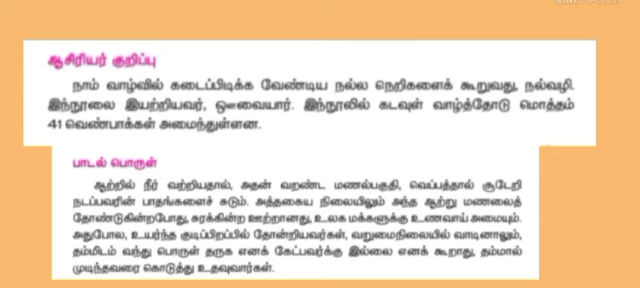 ஆசிரியர் குறிப்பு
நாம் வாழ்வில் கடைப்பிடிக்க வேண்டிய நல்ல நெறிகளைக் கூறுவது, நல்வழி.
இந்நூலை இயற்றியவர், ஔவையார். இந்நூலில் கடவுள் வாழ்த்தோடு மொத்தம்
41 வெண்பாக்கள் அமைந்துள்ளன.
பாடல் பொருள்
ஆற்றில் நீர் வற்றியதால், அதன் வறண்ட மணல்பகுதி, வெப்பத்தால் சூடேறி
நடப்பவரின் பாதங்களைச் சுடும். அத்தகைய நிலையிலும் அந்த ஆற்று மணலைத்
தோண்டுகின்றபோது, சுரக்கின்ற ஊற்றானது, உலக மக்களுக்கு உணவாய் அமையும்.
அதுபோல, உயர்ந்த குடிப்பிறப்பில் தோன்றியவர்கள், வறுமைநிலையில் வாடினாலும்,
தம்மிடம் வந்து பொருள் தருக எனக் கேட்பவர்க்கு இல்லை எனக் கூறாது, தம்மால்
முடிந்தவரை கொடுத்து உதவுவார்கள்.